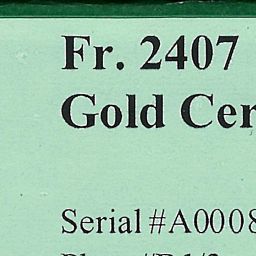 Fr. 2407
Gold Cer
Serial #A0008